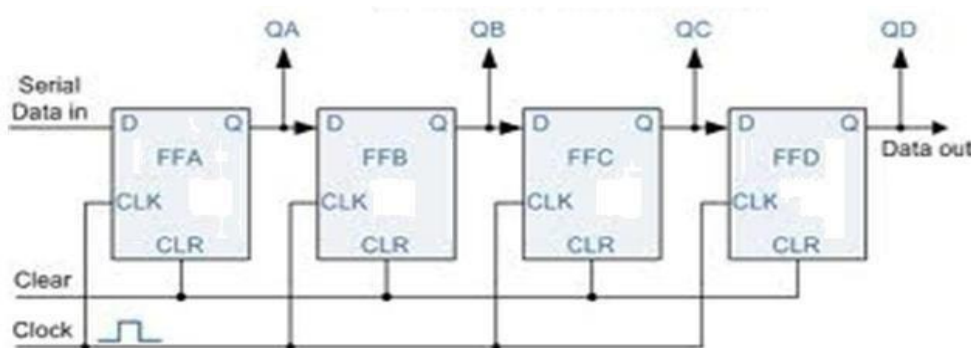 QA QB QC QD
Serial
Data in
D Q D Q D Q D Q
Data out
FFA FFB FFC FFD
CLK CLK CLK CLK
CLR CLR CLR CLR
Clear
Clock